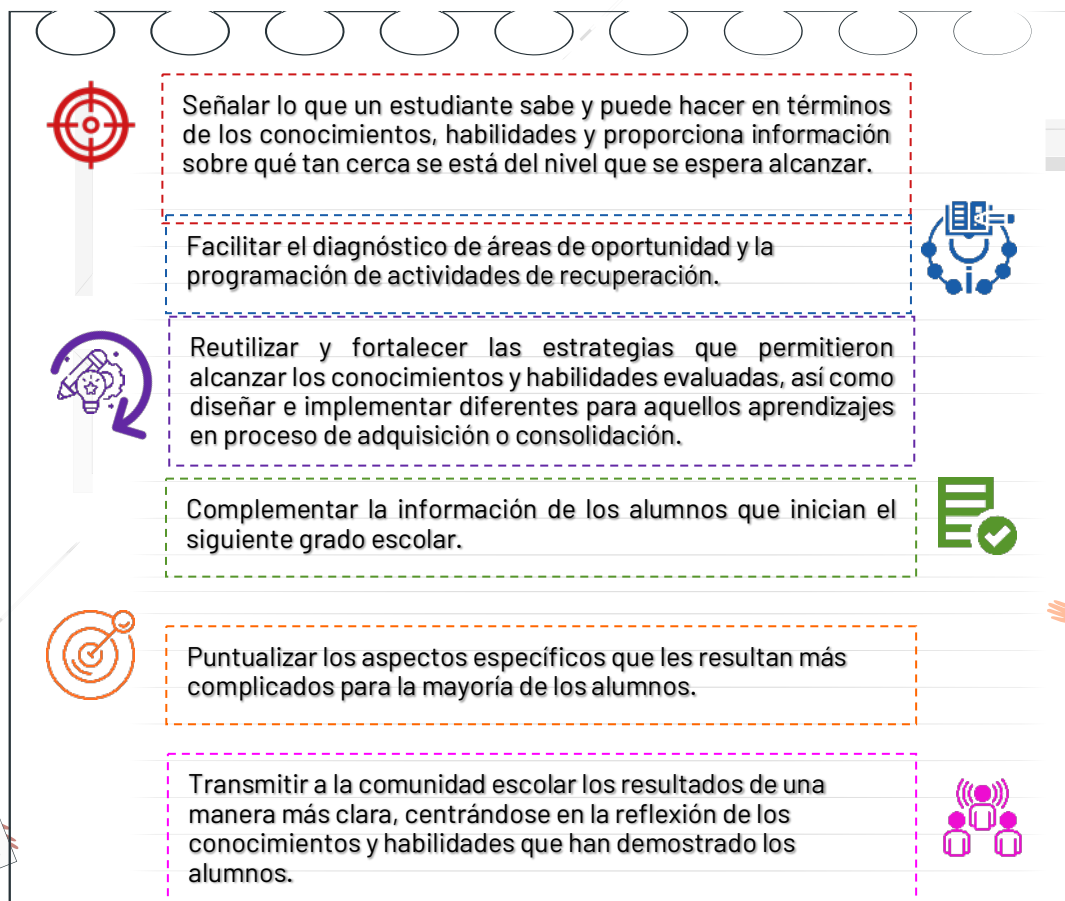 Señalar lo que un estudiante sabe y puede hacer en términos
de los conocimientos, habilidades y proporciona información
sobre qué tan cerca se está del nivel que se espera alcanzar.
Facilitar el diagnóstico de áreas de oportunidad y la
programación de actividades de recuperación.
Reutilizar y fortalecer las estrategias que permitieron
alcanzar los conocimientos y habilidades evaluadas, así como
diseñar e implementar diferentes para aquellos aprendizajes
en proceso de adquisición o consolidación.
Complementar la información de los alumnos que inician el
siguiente grado escolar.
Puntualizar los aspectos específicos que les resultan más
complicados para la mayoría de los alumnos.
Transmitir a la comunidad escolar los resultados de una
manera más clara, centrándose en la reflexión de los
conocimientos y habilidades que han demostrado los
alumnos.